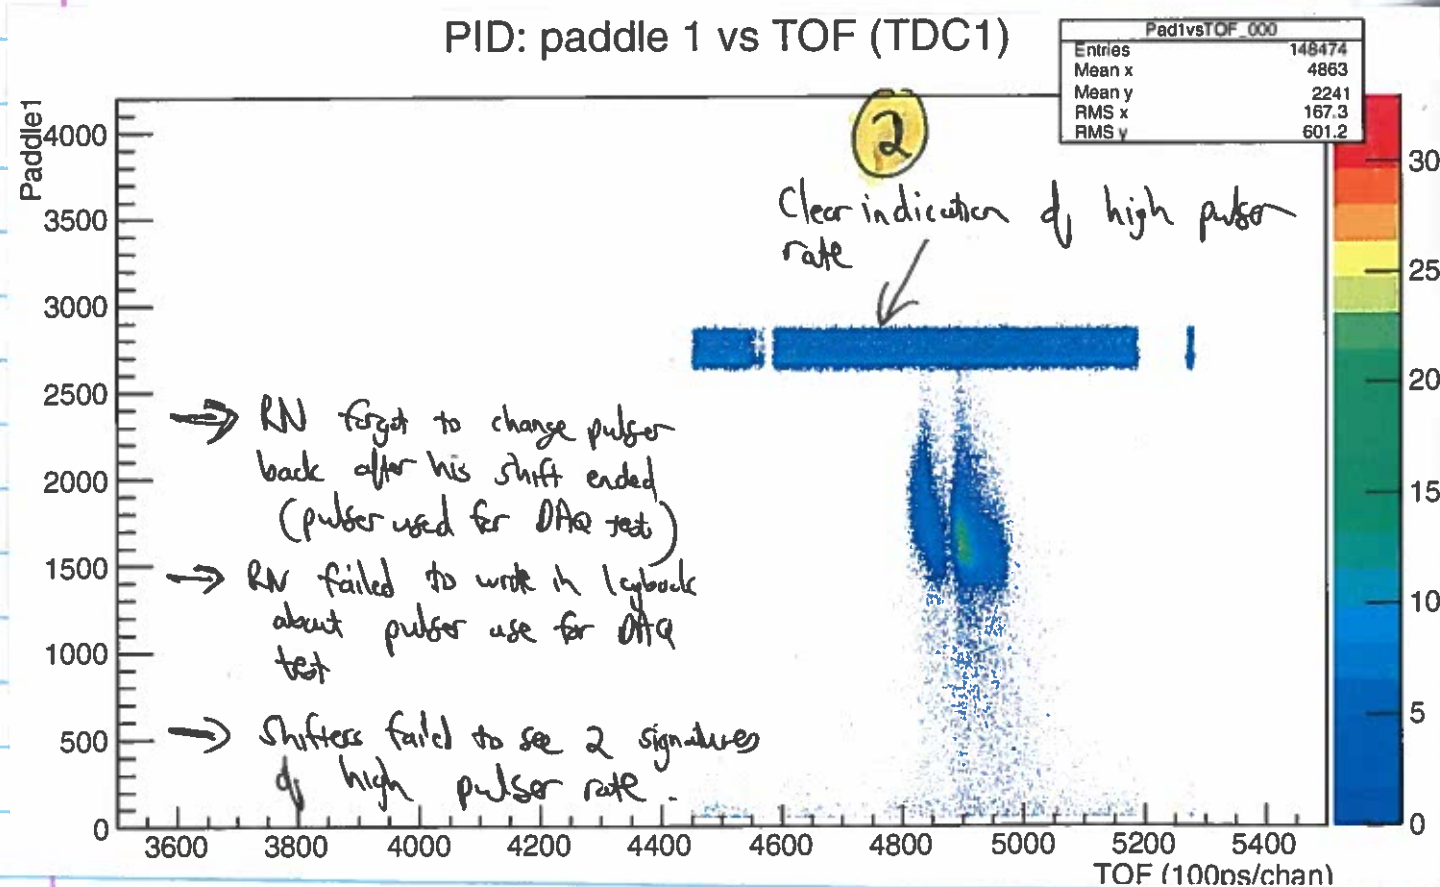 PID: paddle 1 vs TOF (TDC1)
Pad1vsTOF_000
Entries 148474
Mean x 4863
Mean y 2241
RMS x 167.3
RMS y 601.2
2
Clear indication of high pulser
rate
RN forgot to change pulser
back after his shift ended
(pulser used for DAQ test)
RN failed to wrote in logbook
about pulser use for DAQ
test
Shifters failed to see 2 signatures
of high pulser rate.
Paddle1
4000
3500
3000
2500
2000
1500
1000
500
0
3600 3800 4000 4200 4400 4600 4800 5000 5200 5400
TOF (100ps/chan)
30
25
20
15
10
5
0